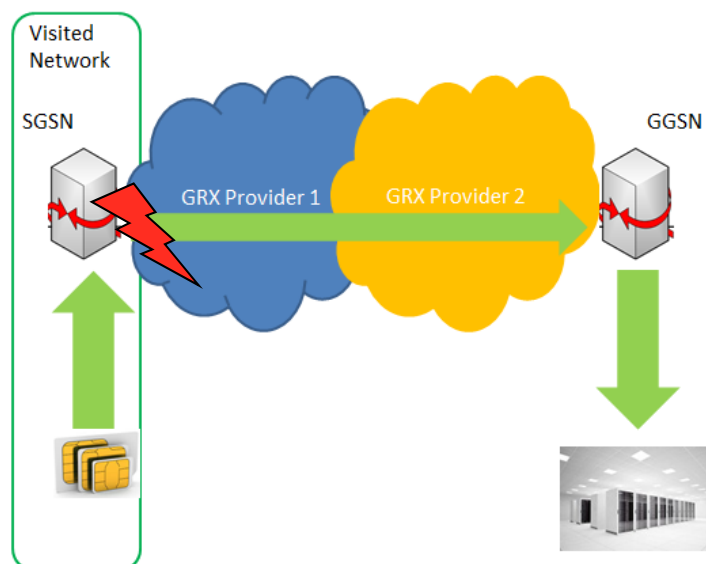 Visited
Network
SGSN
GGSN
GRX Provider 1
GRX Provider 2